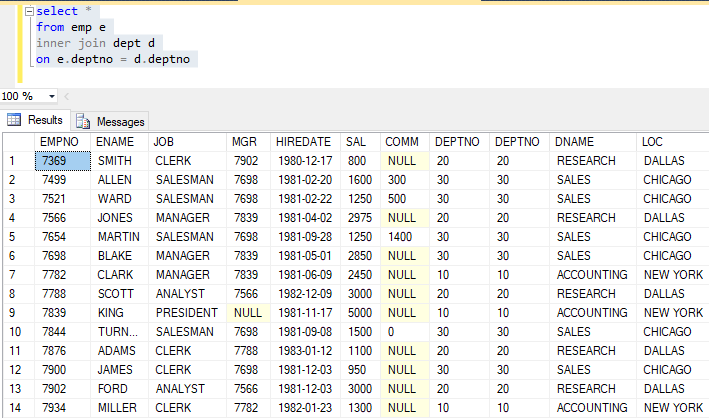 select *
from emp e
inner join dept d
on e.deptno = d.deptno
100 %
Results Messages
EMPNO ENAME JOB MGR HIREDATE SAL COMM DEPTNO DEPTNO DNAME LOC
1 7369 SMITH CLERK 7902 1980-12-17 800 NULL 20 20 RESEARCH DALLAS
2 7499 ALLEN SALESMAN 7698 1981-02-20 1600 300 30 30 SALES CHICAGO
3 7521 WARD SALESMAN 7698 1981-02-22 1250 500 30 30 SALES CHICAGO
4 7566 JONES MANAGER 7839 1981-04-02 2975 NULL 20 20 RESEARCH DALLAS
5 7654 MARTIN SALESMAN 7698 1981-09-28 1250 1400 30 30 SALES CHICAGO
6 7698 BLAKE MANAGER 7839 1981-05-01 2850 NULL 30 30 SALES CHICAGO
7 7782 CLARK MANAGER 7839 1981-06-09 2450 NULL 10 10 ACCOUNTING NEW YORK
8 7788 SCOTT ANALYST 7566 1982-12-09 3000 NULL 20 20 RESEARCH DALLAS
9 7839 KING PRESIDENT NULL 1981-11-17 5000 NULL 10 10 ACCOUNTING NEW YORK
10 7844 TURN... SALESMAN 7698 1981-09-08 1500 0 30 30 SALES CHICAGO
11 7876 ADAMS CLERK 7788 1983-01-12 1100 NULL 20 20 RESEARCH DALLAS
12 7900 JAMES CLERK 7698 1981-12-03 950 NULL 30 30 SALES CHICAGO
13 7902 FORD ANALYST 7566 1981-12-03 3000 NULL 20 20 RESEARCH DALLAS
14 7934 MILLER CLERK 7782 1982-01-23 1300 NULL 10 10 ACCOUNTING NEW YORK